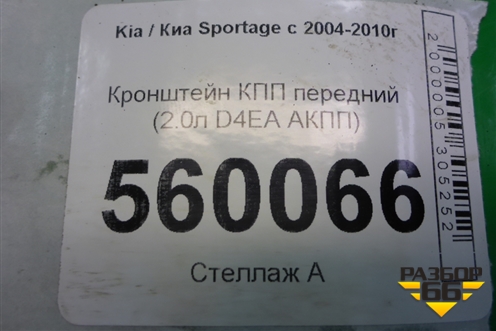 Kia / Киа Sportage с 2004-2010г
Кронштейн КПП передний
(2.0л D4EA АКПП)
560066
Стеллаж А
2000005305252
РАЗБОР
66